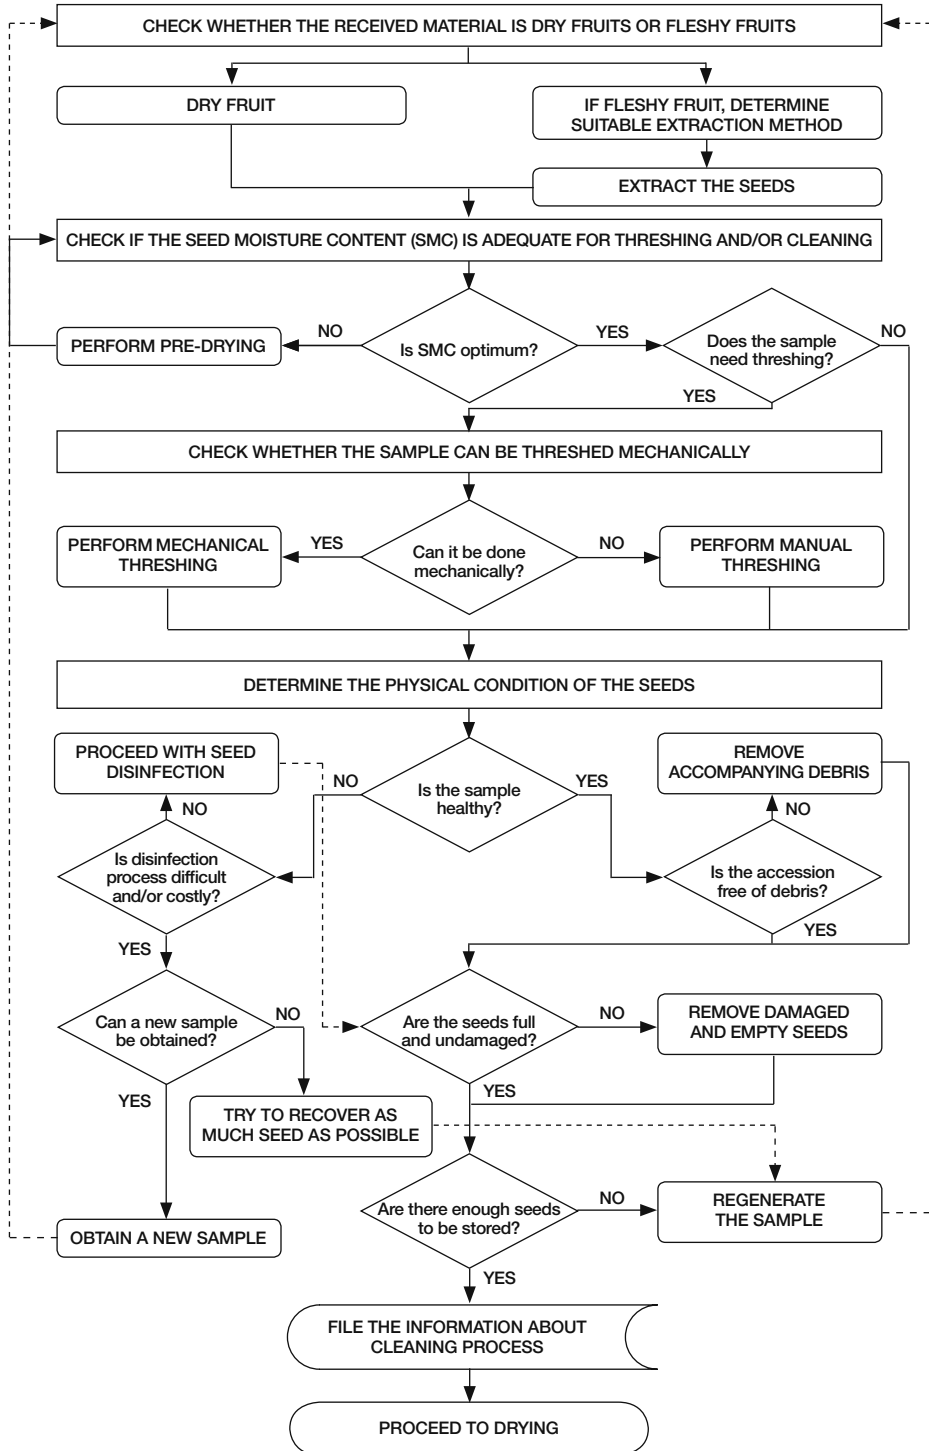 CHECK WHETHER THE RECEIVED MATERIAL IS DRY FRUITS OR FLESHY FRUITS
DRY FRUIT
IF FLESHY FRUIT, DETERMINE
SUITABLE EXTRACTION METHOD
EXTRACT THE SEEDS
CHECK IF THE SEED MOISTURE CONTENT (SMC) IS ADEQUATE FOR THRESHING AND/OR CLEANING
PERFORM PRE-DRYING
NO
Is SMC optimum?
YES
Does the sample
need threshing?
NO
YES
CHECK WHETHER THE SAMPLE CAN BE THRESHED MECHANICALLY
PERFORM MECHANICAL
THRESHING
YES
Can it be done
mechanically?
NO
PERFORM MANUAL
THRESHING
DETERMINE THE PHYSICAL CONDITION OF THE SEEDS
PROCEED WITH SEED
DISINFECTION
NO
Is the sample
healthy?
YES
REMOVE
ACCOMPANYING DEBRIS
NO
NO
Is disinfection
process difficult
and/or costly?
Is the accession
free of debris?
YES
YES
Can a new sample
be obtained?
NO
Are the seeds full
and undamaged?
NO
REMOVE DAMAGED
AND EMPTY SEEDS
YES
YES
TRY TO RECOVER AS
MUCH SEED AS POSSIBLE
Are there enough seeds
to be stored?
NO
REGENERATE
THE SAMPLE
OBTAIN A NEW SAMPLE
YES
FILE THE INFORMATION ABOUT
CLEANING PROCESS
PROCEED TO DRYING